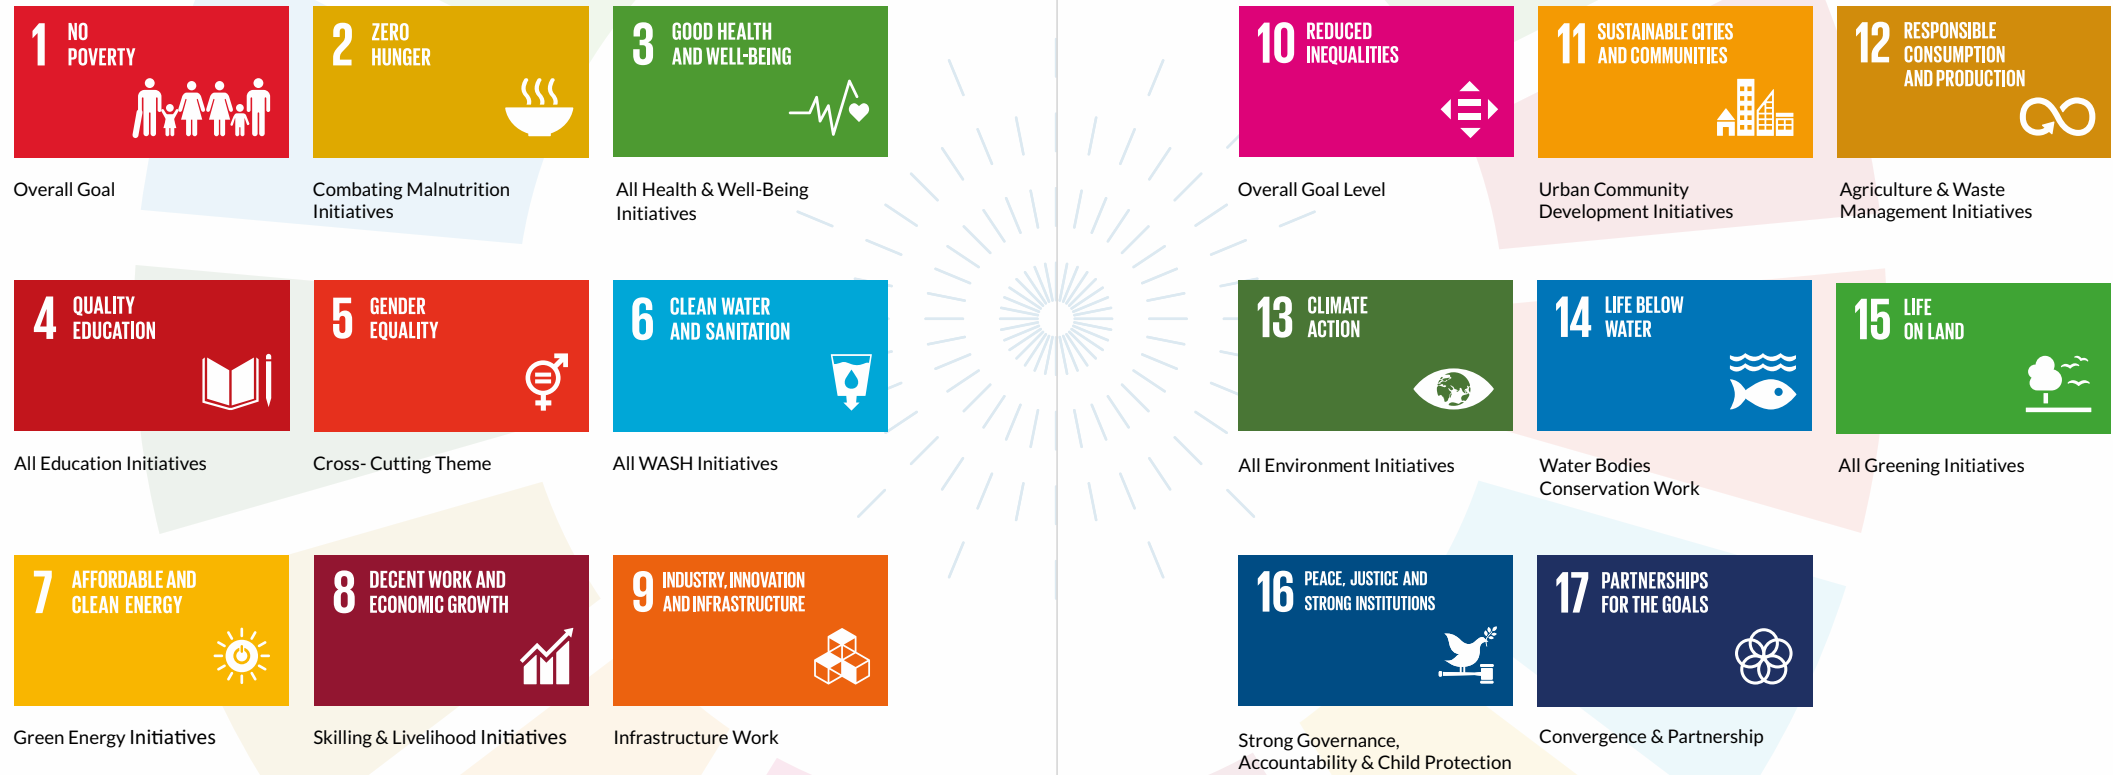 1 NO
POVERTY
Overall Goal
2 ZERO
HUNGER
Combating Malnutrition
Initiatives
3 GOOD HEALTH
AND WELL-BEING
All Health & Well-Being
Initiatives
4 QUALITY
EDUCATION
All Education Initiatives
5 GENDER
EQUALITY
Cross- Cutting Theme
6 CLEAN WATER
AND SANITATION
All WASH Initiatives
7 AFFORDABLE AND
CLEAN ENERGY
Green Energy Initiatives
8 DECENT WORK AND
ECONOMIC GROWTH
Skilling & Livelihood Initiatives
9 INDUSTRY, INNOVATION
AND INFRASTRUCTURE
Infrastructure Work
10 REDUCED
INEQUALITIES
Overall Goal Level
11 SUSTAINABLE CITIES
AND COMMUNITIES
Urban Community
Development Initiatives
12 RESPONSIBLE
CONSUMPTION
AND PRODUCTION
Agriculture & Waste
Management Initiatives
13 CLIMATE
ACTION
All Environment Initiatives
14 LIFE BELOW
WATER
Water Bodies
Conservation Work
15 LIFE
ON LAND
All Greening Initiatives
16 PEACE, JUSTICE AND
STRONG INSTITUTIONS
Strong Governance,
Accountability & Child Protection
17 PARTNERSHIPS
FOR THE GOALS
Convergence & Partnership